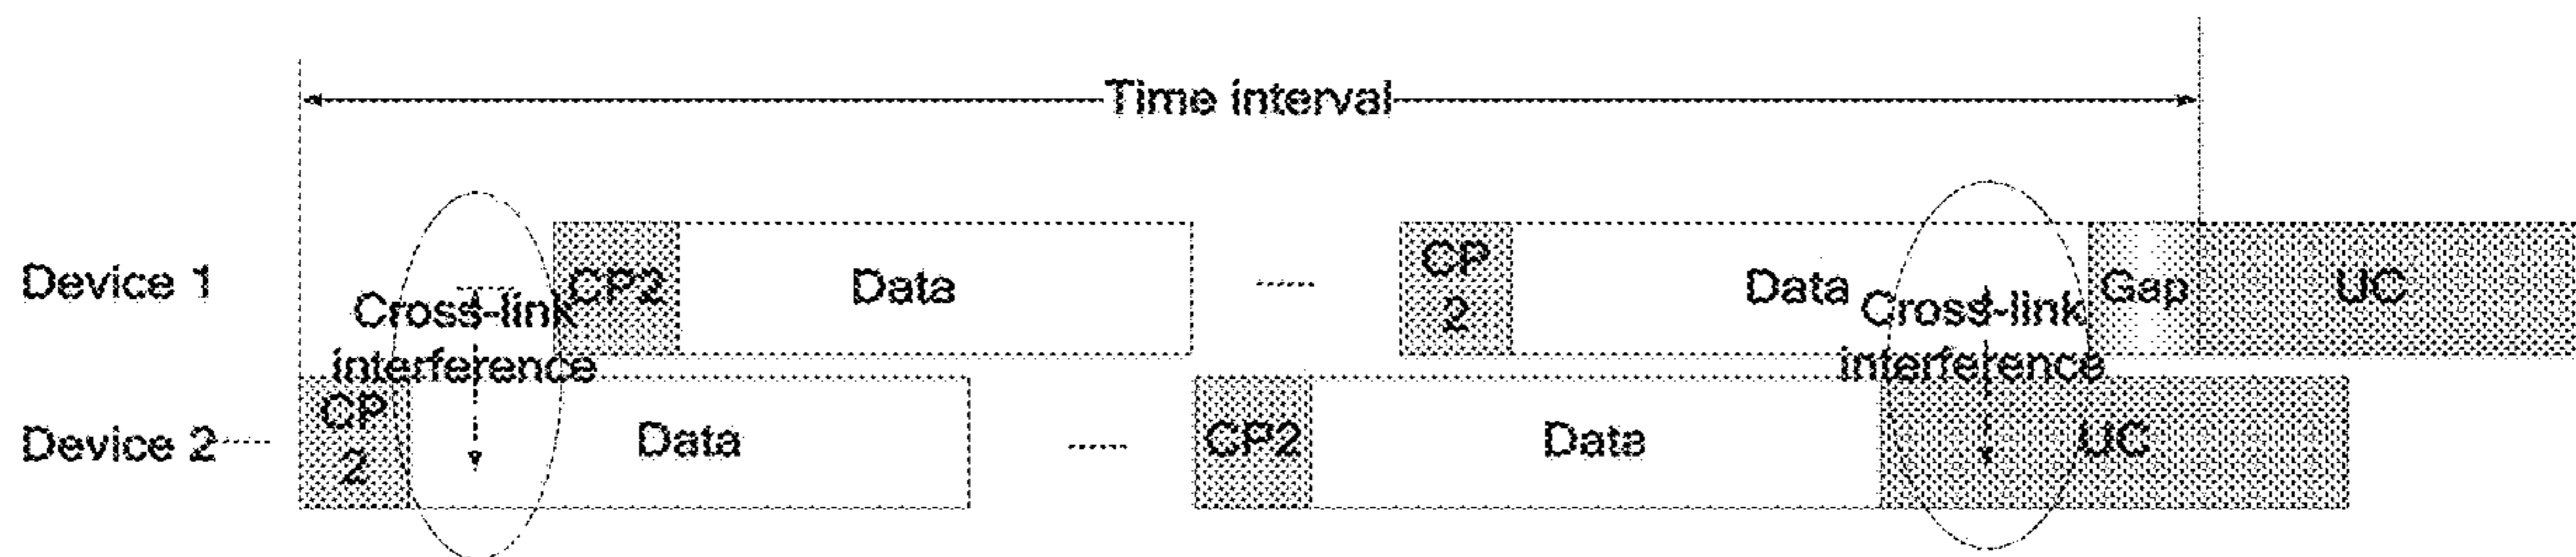 Time interval
Device 1
Cross-link
interference
CP2
Data
......
CP
2
Data
Cross-link
interference
Gap
UC
Device 2......
CP
2
Data
......
CP2
Data
UC